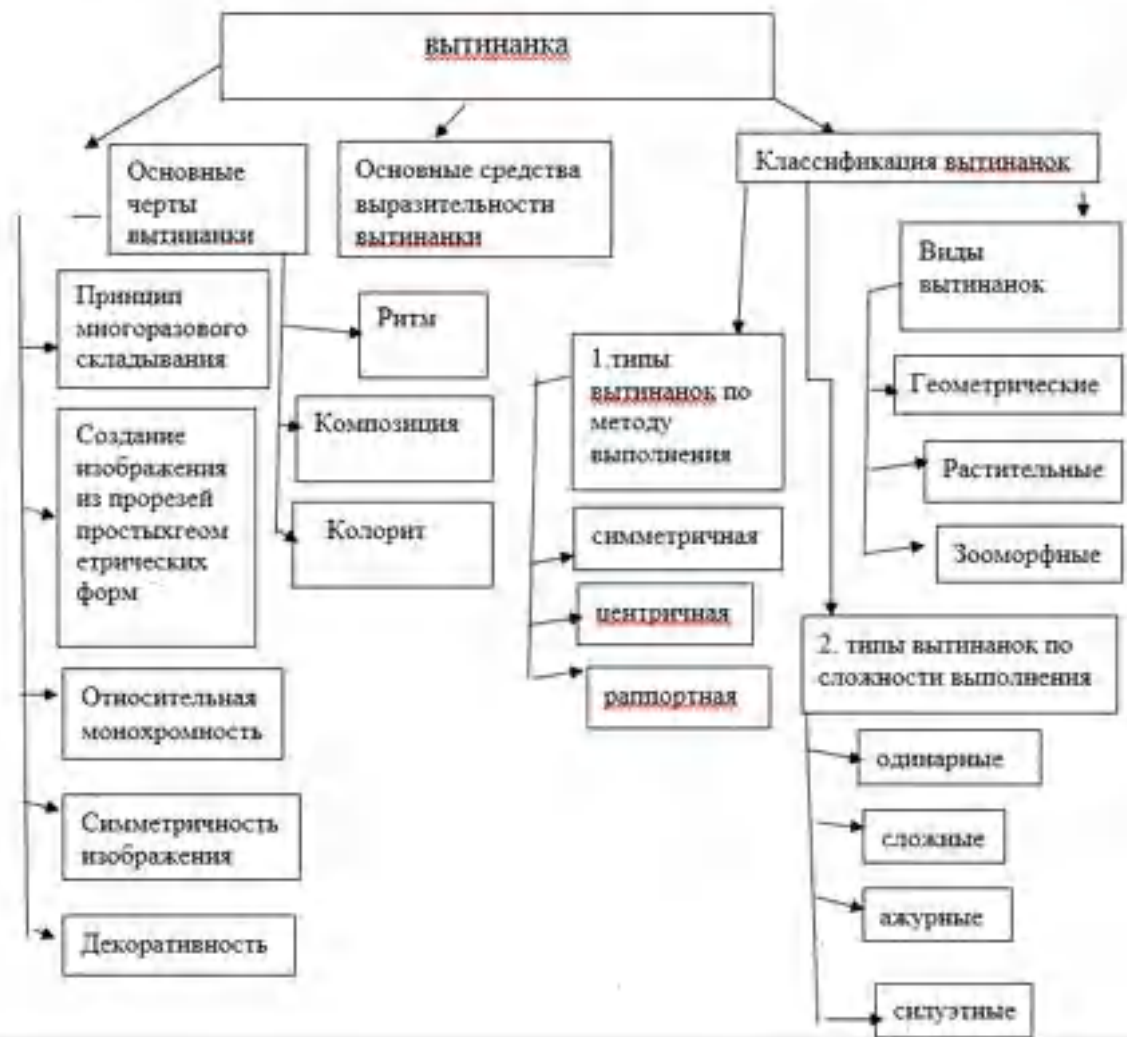 вытинанка
Основные
черты
вытинанки
Основные средства
выразительности
вытинанки
Классификация вытинанок
Принцип
многоразового
складывания
Создание
изображения
из прорезей
простыхгеом
етрических
форм
Относительная
монохромность
Симметричность
изображения
Декоративность
Ритм
Композиция
Колорит
1.типы
вытинанок по
методу
выполнения
симметричная
центричная
раппортная
Виды
вытинанок
Геометрические
Растительные
Зооморфные
2. типы вытинанок по
сложности выполнения
одинарные
сложные
ажурные
силуэтные